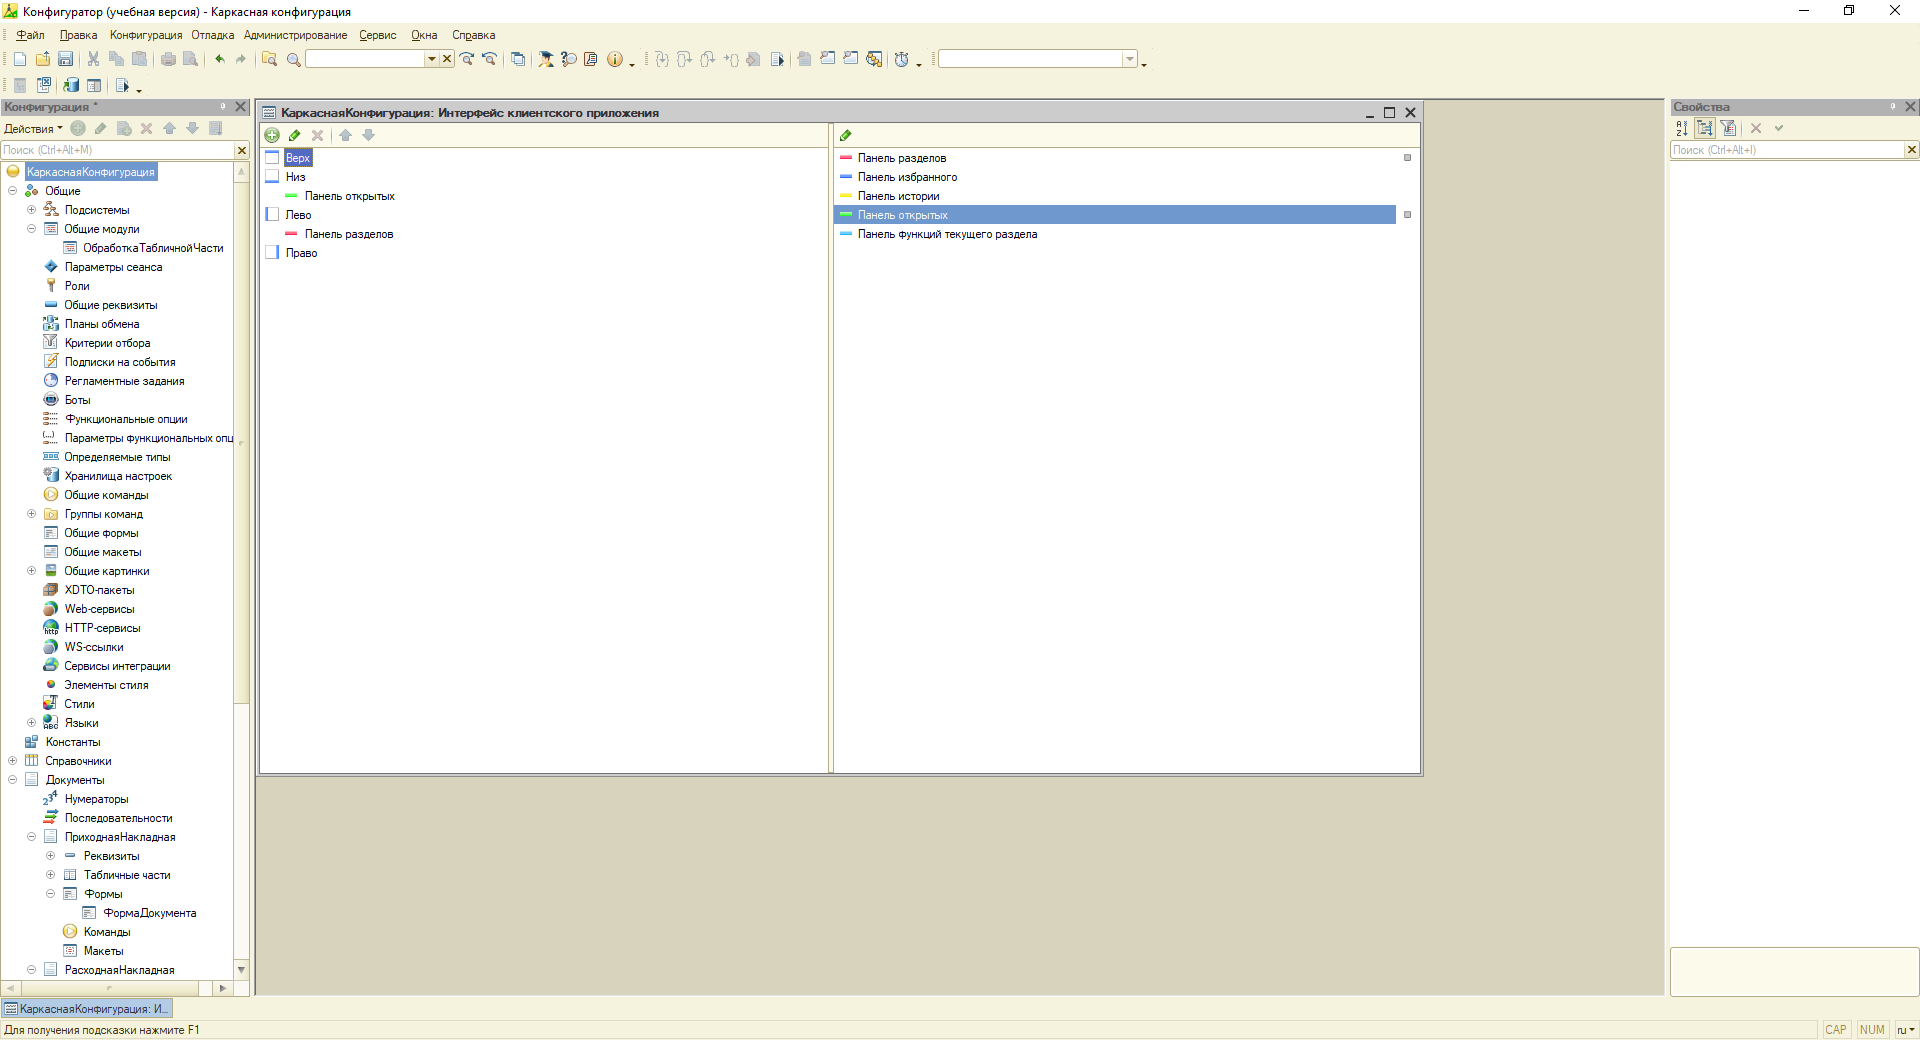 Конфигуратор (учебная версия) - Каркасная конфигурация
Файл Правка Конфигурация Отладка Администрирование Сервис Окна Справка
Конфигурация *
Действия
Поиск (Ctrl+Alt+M)
КаркаснаяКонфигурация
Общие
Подсистемы
Общие модули
ОбработкаТабличнойЧасти
Параметры сеанса
Роли
Общие реквизиты
Планы обмена
Критерии отбора
Подписки на события
Регламентные задания
Боты
Функциональные опции
Параметры функциональных опц
Определяемые типы
Хранилища настроек
Общие команды
Группы команд
Общие формы
Общие макеты
Общие картинки
XDTO-пакеты
Web-сервисы
HTTP-сервисы
WS-ссылки
Сервисы интеграции
Элементы стиля
Стили
Языки
Константы
Справочники
Документы
Нумераторы
Последовательности
ПриходнаяНакладная
Реквизиты
Табличные части
Формы
ФормаДокумента
Команды
Макеты
РасходнаяНакладная
КаркаснаяКонфигурация: Интерфейс клиентского приложения
Верх
Низ
Панель открытых
Лево
Панель разделов
Право
Панель разделов
Панель избранного
Панель истории
Панель открытых
Панель функций текущего раздела
Свойства
Поиск (Ctrl+Alt+I)
КаркаснаяКонфигурация: И...
Для получения подсказки нажмите F1
CAP NUM ru